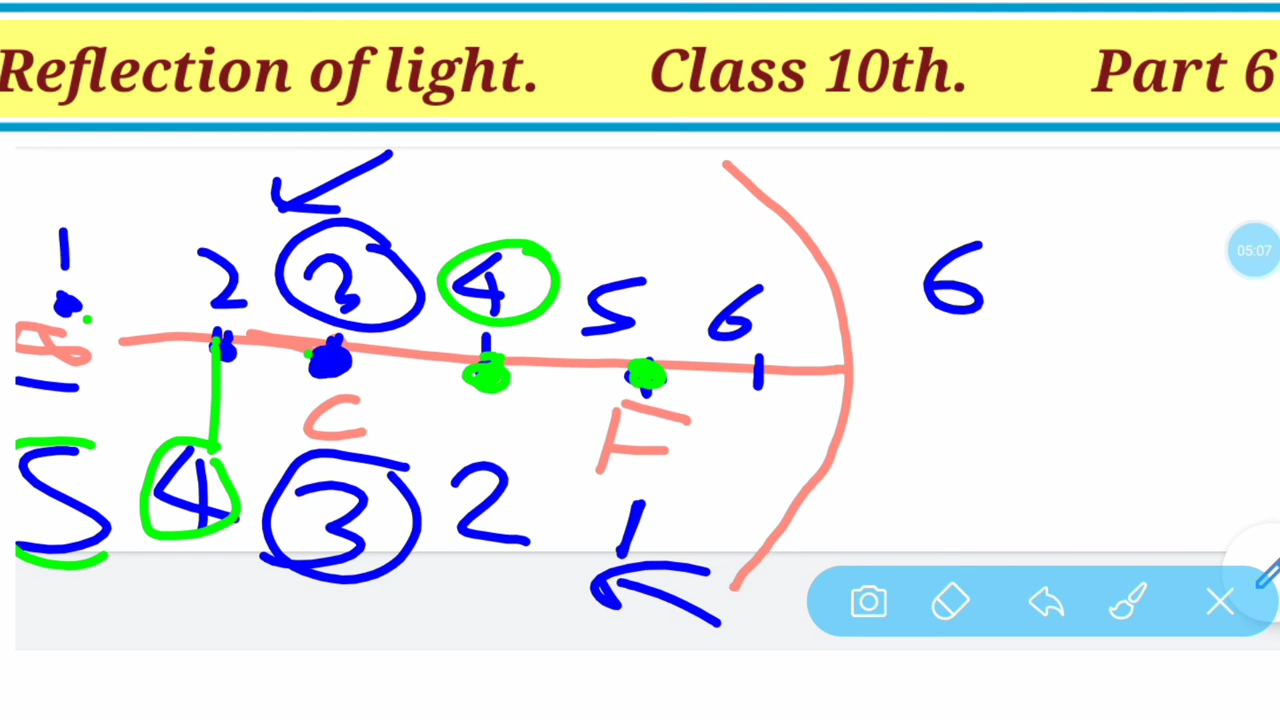 Reflection of light. Class 10th. Part 6
05:07
1 2 3 4 5 6 6
C F
5 4 3 2 1